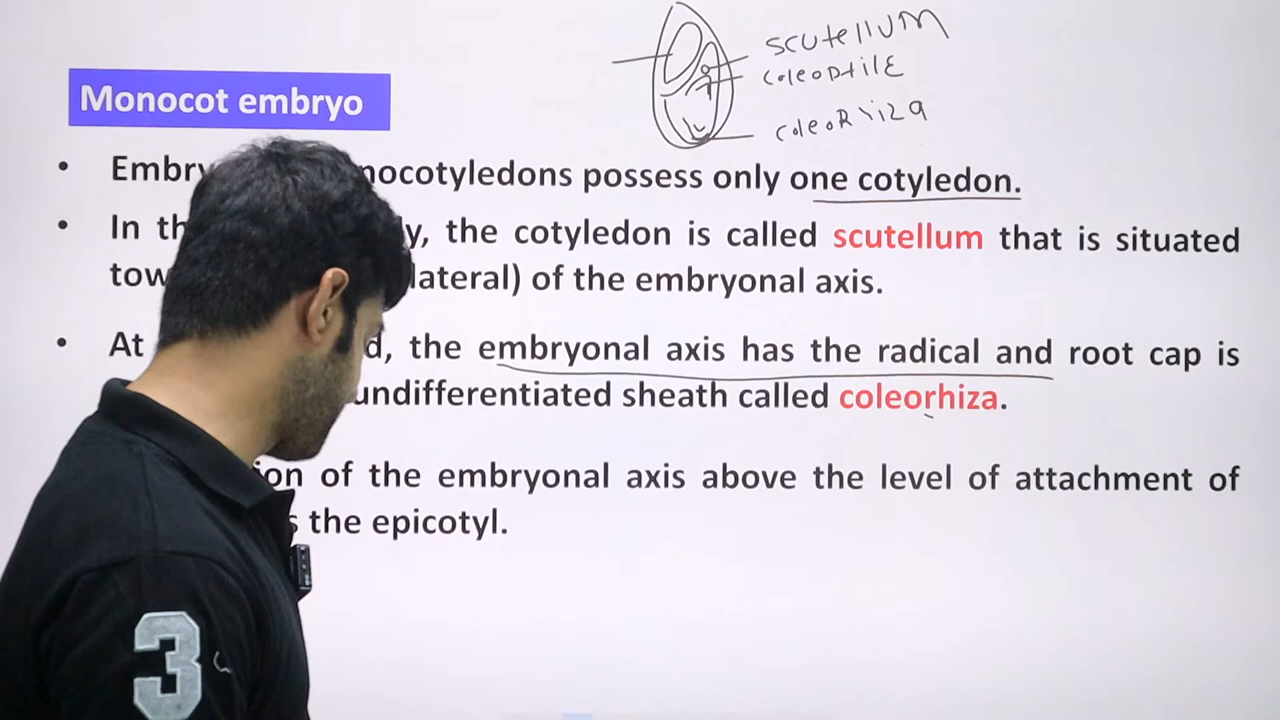 scutellum
coleoptile
coleorhiza
Monocot embryo
• Embry nocotyledons possess only one cotyledon.
• In th y, the cotyledon is called scutellum that is situated
tow lateral) of the embryonal axis.
• At d, the embryonal axis has the radical and root cap is
undifferentiated sheath called coleorhiza.
ion of the embryonal axis above the level of attachment of
s the epicotyl.
3